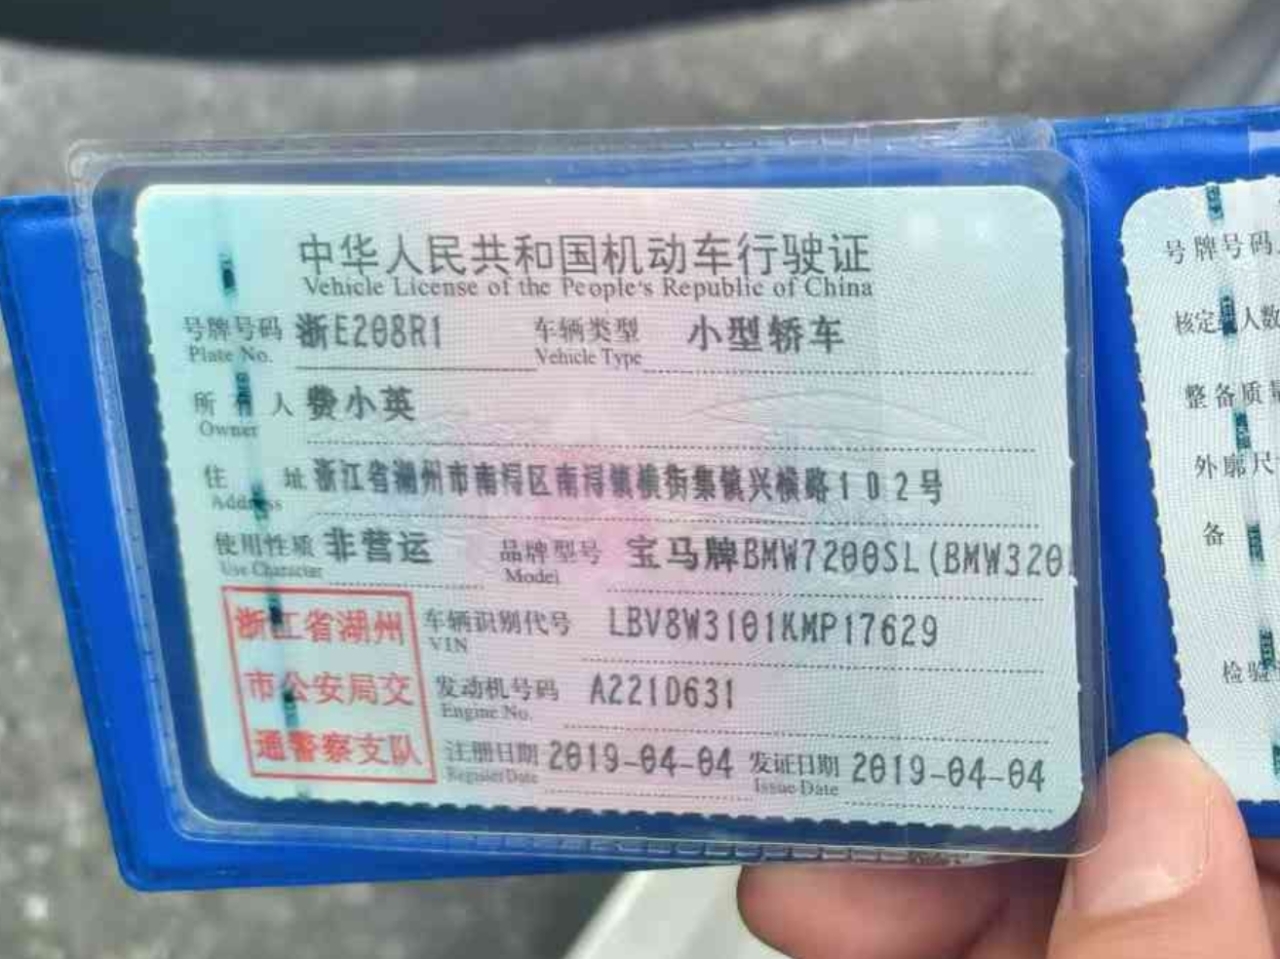 中华人民共和国机动车行驶证
Vehicle License of the People's Republic of China
号牌号码 浙E208R1 车辆类型 小型轿车
Plate No. Vehicle Type
所有人 费小英
Owner
住址 浙江省湖州市南浔区南浔镇横街集镇兴横路102号
Address
使用性质 非营运 品牌型号 宝马牌BMW7200SL(BMW320
Use Character Model
浙江省湖州
市公安局交
通警察支队
车辆识别代号 LBV8W3101KMP17629
VIN
发动机号码 A221D631
Engine No.
注册日期 2019-04-04 发证日期 2019-04-04
Register Date Issue Date
号牌号码
核定 人数
整备质量
外廓尺
备
检验